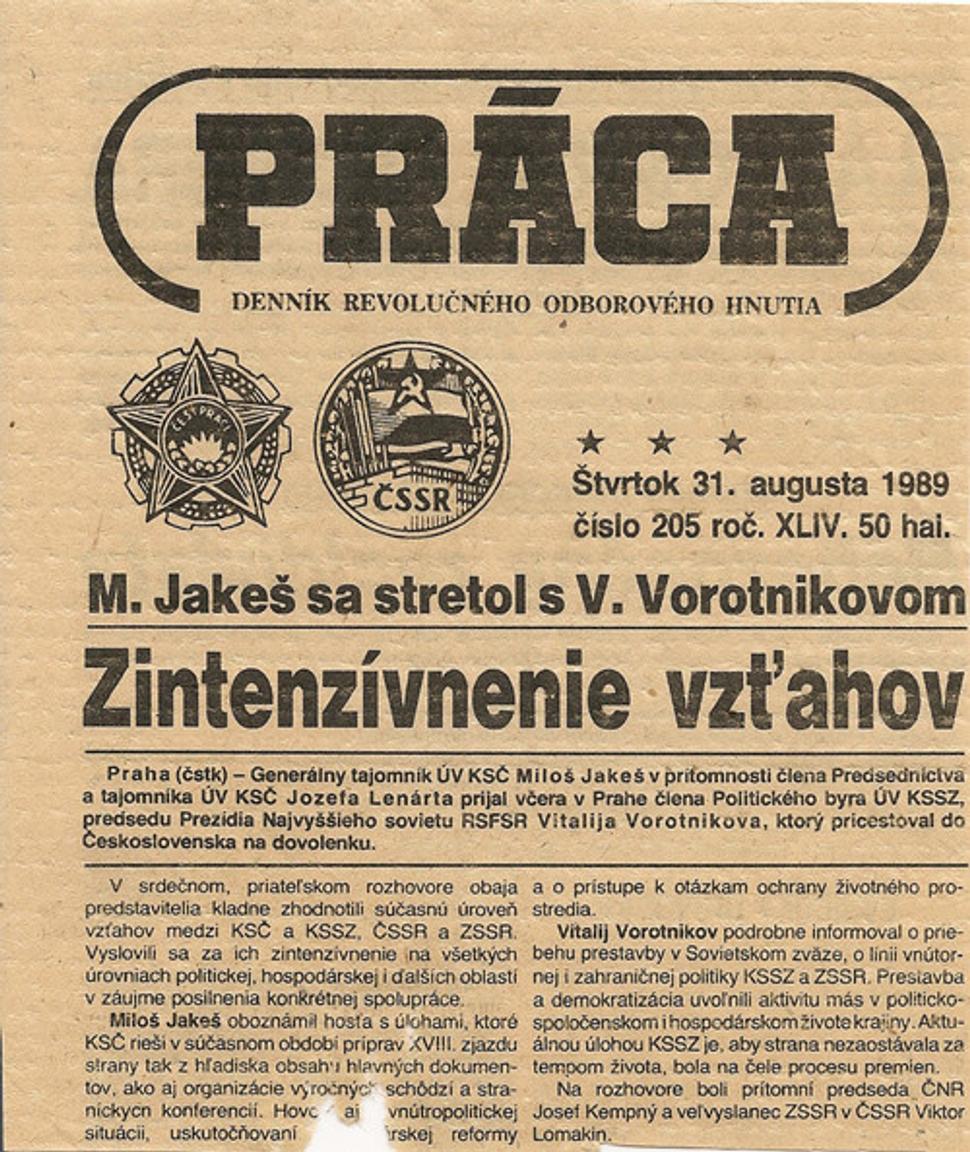 PRÁCA
DENNÍK REVOLUČNÉHO ODBOROVÉHO HNUTIA
ČEST PRÁCI
ČSSR
Štvrtok 31. augusta 1989
číslo 205 roč. XLIV. 50 hal.
M. Jakeš sa stretol s V. Vorotnikovom
Zintenzívnenie vzťahov
Praha (čstk) – Generálny tajomník ÚV KSČ Miloš Jakeš v prítomnosti člena Predsedníctva
a tajomníka ÚV KSČ Jozefa Lenárta prijal včera v Prahe člena Politického byra ÚV KSSZ,
predsedu Prezídia Najvyššieho sovietu RSFSR Vitalija Vorotnikova, ktorý pricestoval do
Československa na dovolenku.
V srdečnom, priateľskom rozhovore obaja
predstavitelia kladne zhodnotili súčasnú úroveň
vzťahov medzi KSČ a KSSZ, ČSSR a ZSSR.
Vyslovili sa za ich zintenzívnenie na všetkých
úrovniach politickej, hospodárskej i ďalších oblastí
v záujme posilnenia konkrétnej spolupráce.
Miloš Jakeš oboznámil hosťa s úlohami, ktoré
KSČ rieši v súčasnom období príprav XVIII. zjazdu
strany tak z hľadiska obsahu hlavných dokumen-
tov, ako aj organizácie výročných schôdzí a stra-
níckych konferencií. aj vnútropolitickej
situácii, uskutočňovaní reformy
a o prístupe k otázkam ochrany životného pro-
stredia.
Vitalij Vorotnikov podrobne informoval o prie-
behu prestavby v Sovietskom zväze, o línii vnútor-
nej i zahraničnej politiky KSSZ a ZSSR. Prestavba
a demokratizácia uvoľnili aktivitu más v politicko-
spoločenskom i hospodárskom živote krajiny. Aktu-
álnou úlohou KSSZ je, aby strana nezaostávala za
tempom života, bola na čele procesu premien.
Na rozhovore boli prítomní predseda ČNR
Josef Kempný a veľvyslanec ZSSR v ČSSR Viktor
Lomakin.